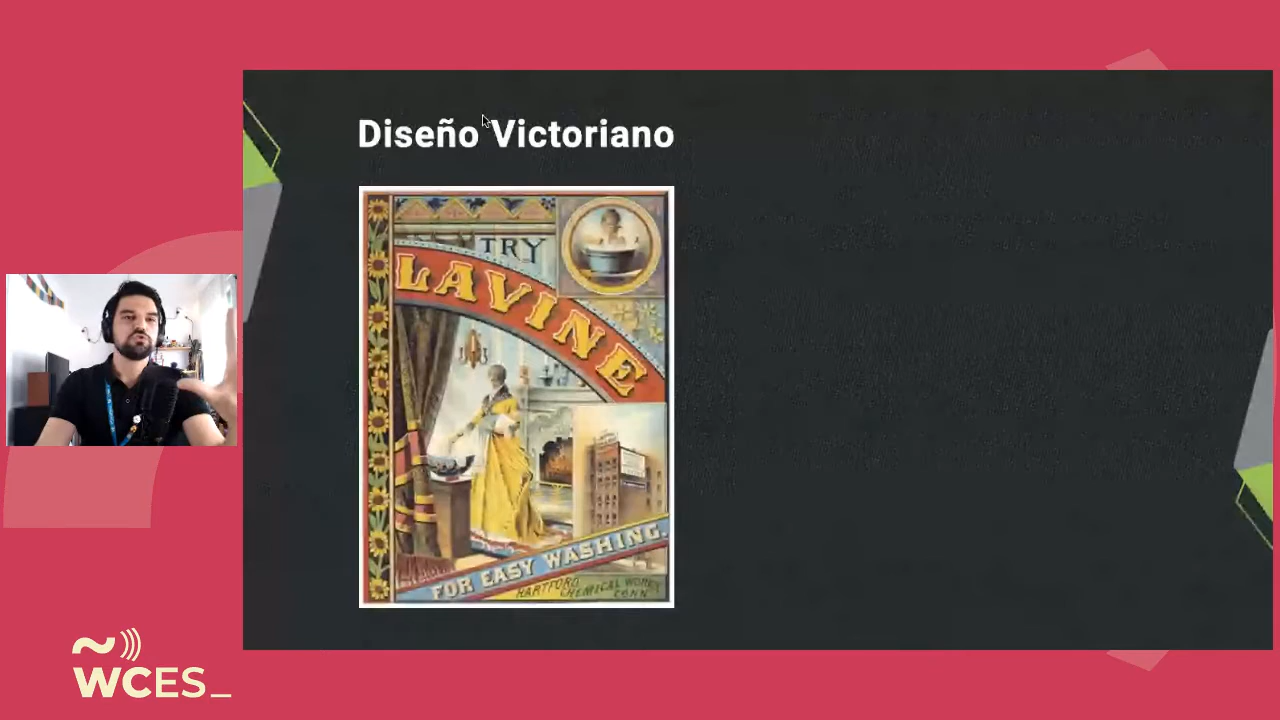 Diseño Victoriano
TRY
LAVINE
FOR EASY WASHING.
HARTFORD
CHEMICAL WORKS
CONN
~)))
WCES_